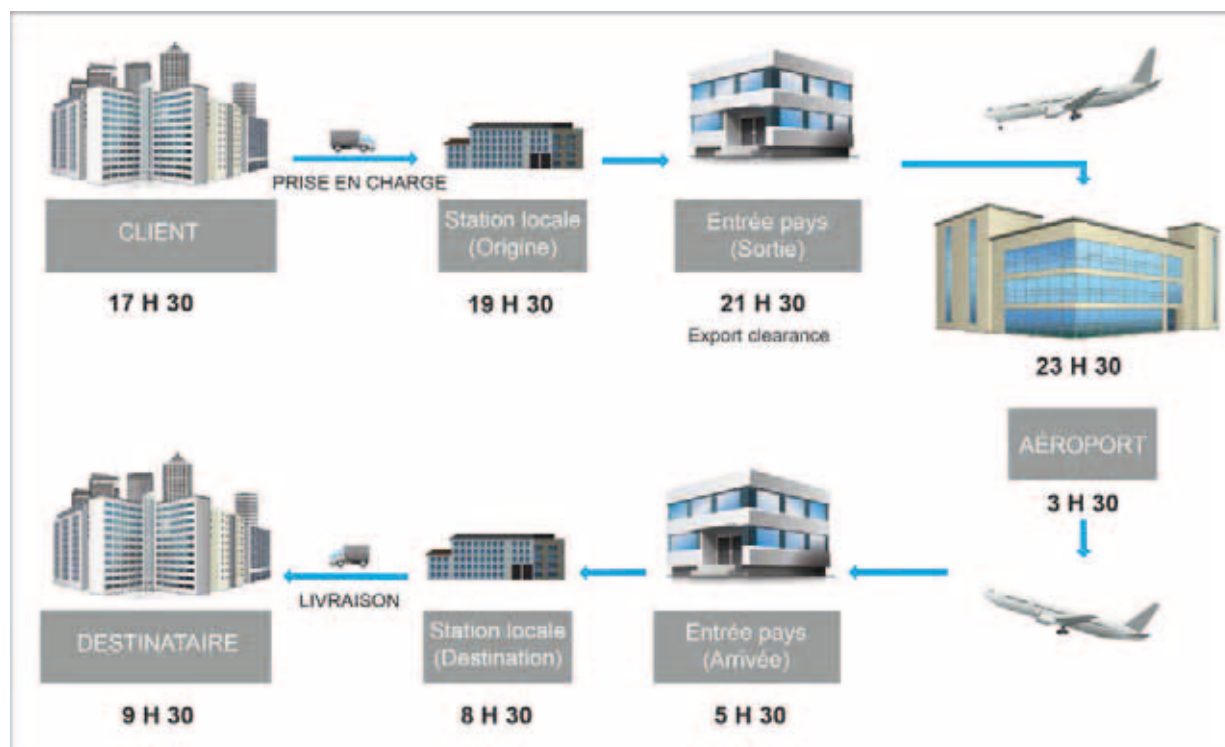 PRISE EN CHARGE
CLIENT
Station locale
(Origine)
Entrée pays
(Sortie)
17 H 30
19 H 30
21 H 30
Export clearance
23 H 30
AÉROPORT
3 H 30
LIVRAISON
DESTINATAIRE
Station locale
(Destination)
Entrée pays
(Arrivée)
9 H 30
8 H 30
5 H 30